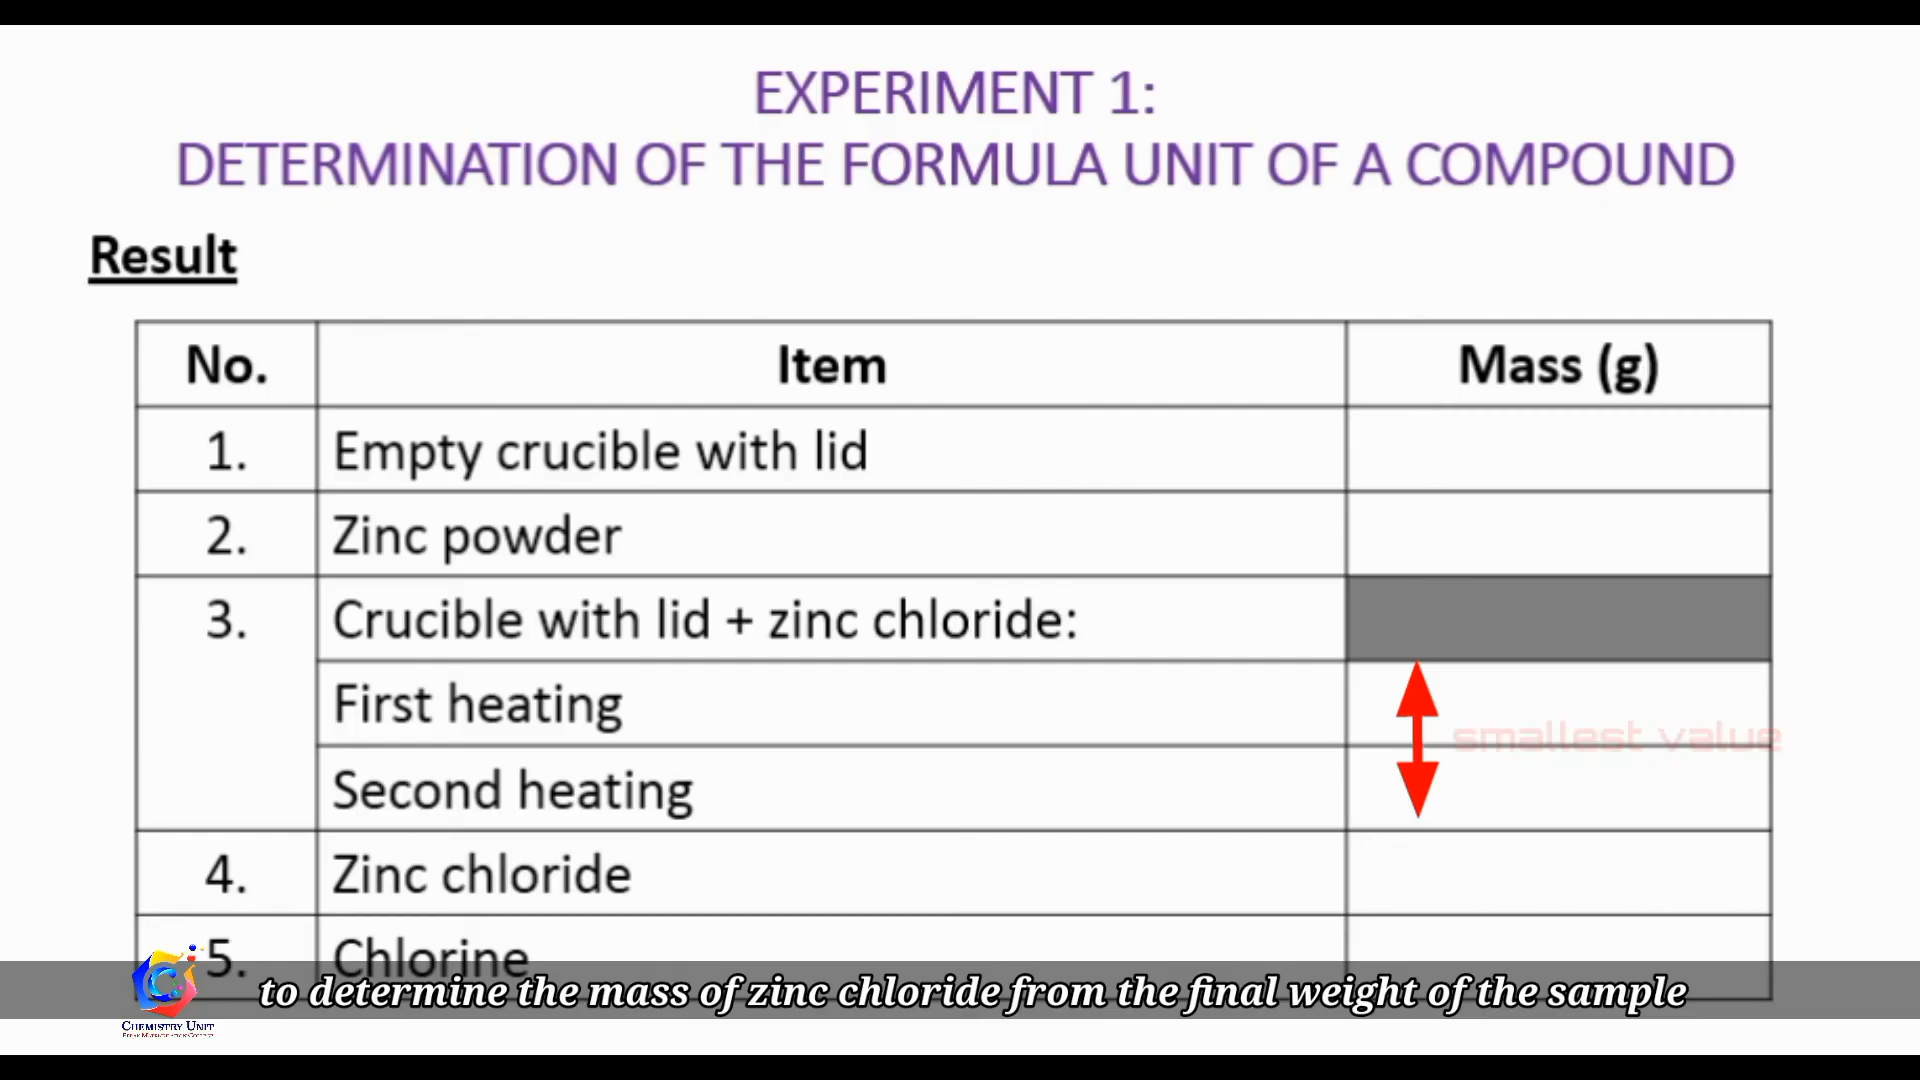 EXPERIMENT 1:
DETERMINATION OF THE FORMULA UNIT OF A COMPOUND
Result
No. Item Mass (g)
1. Empty crucible with lid
2. Zinc powder
3. Crucible with lid + zinc chloride:
First heating
smallest value
Second heating
4. Zinc chloride
5. Chlorine
to determine the mass of zinc chloride from the final weight of the sample
CHEMISTRY UNIT